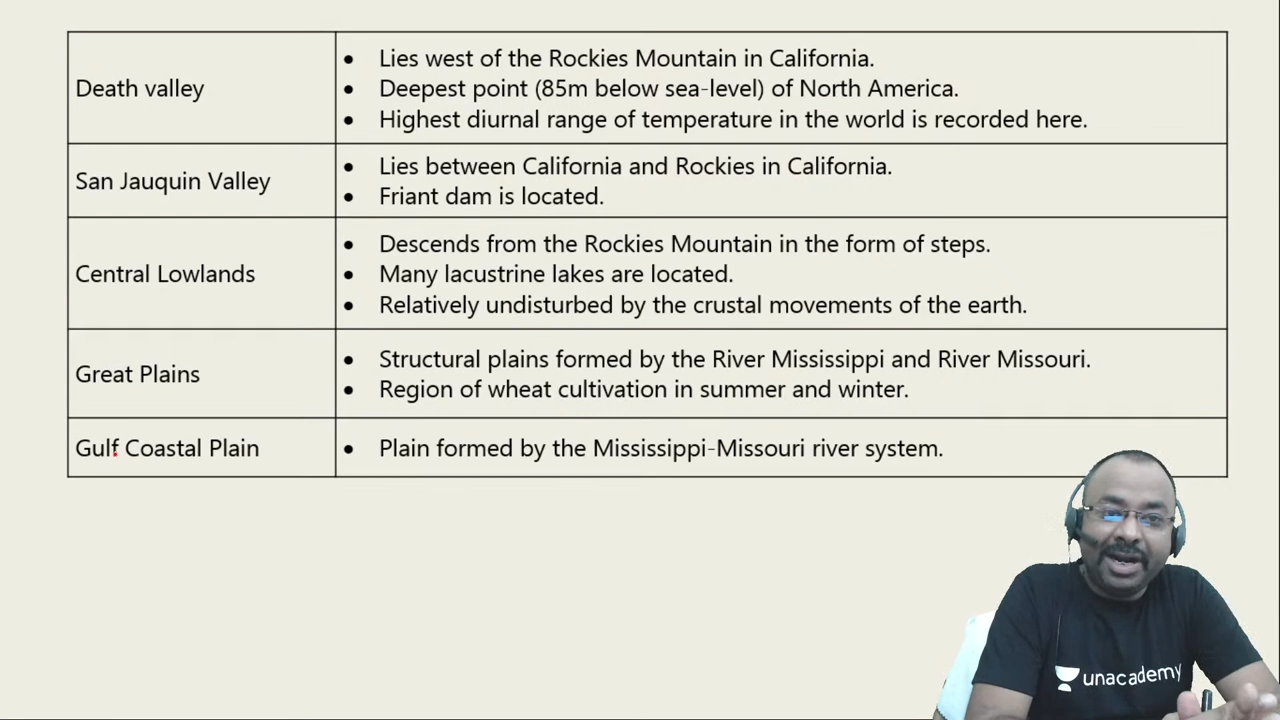 Death valley
• Lies west of the Rockies Mountain in California.
• Deepest point (85m below sea-level) of North America.
• Highest diurnal range of temperature in the world is recorded here.
San Jauquin Valley
• Lies between California and Rockies in California.
• Friant dam is located.
Central Lowlands
• Descends from the Rockies Mountain in the form of steps.
• Many lacustrine lakes are located.
• Relatively undisturbed by the crustal movements of the earth.
Great Plains
• Structural plains formed by the River Mississippi and River Missouri.
• Region of wheat cultivation in summer and winter.
Gulf Coastal Plain
• Plain formed by the Mississippi-Missouri river system.
unacademy